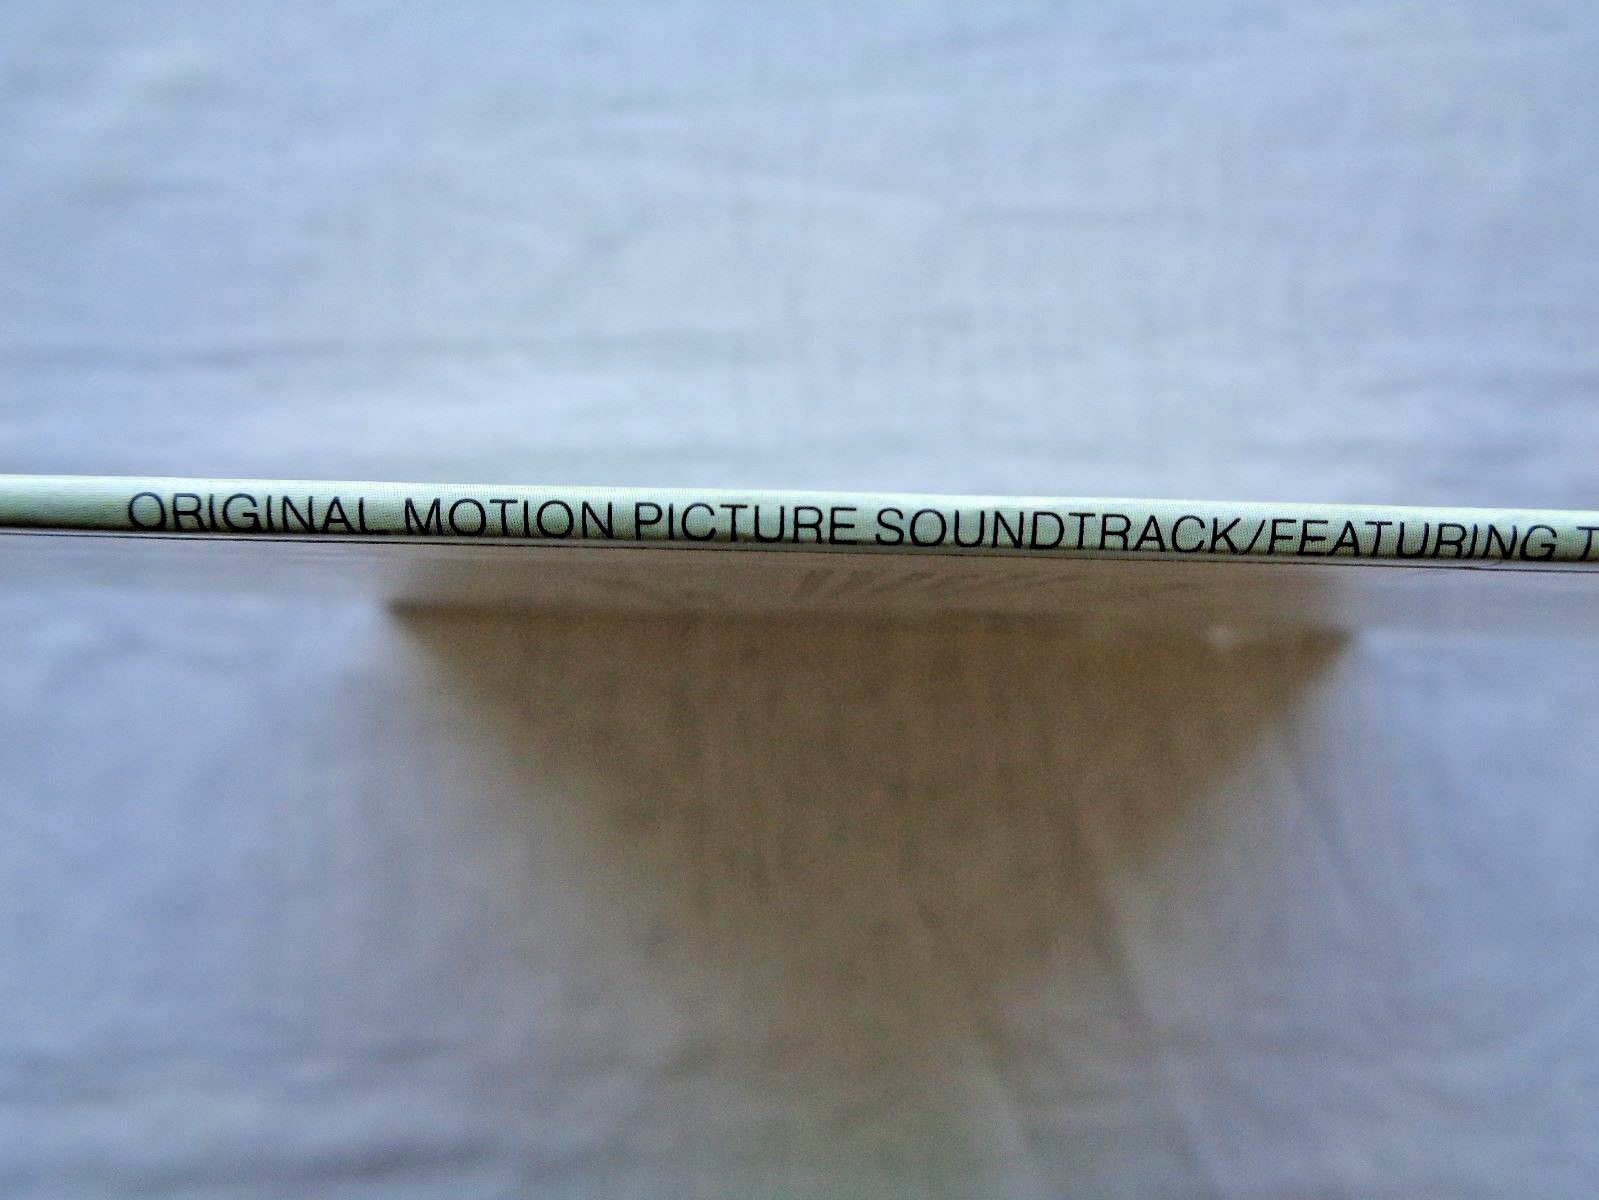 ORIGINAL MOTION PICTURE SOUNDTRACK/FEATURING T